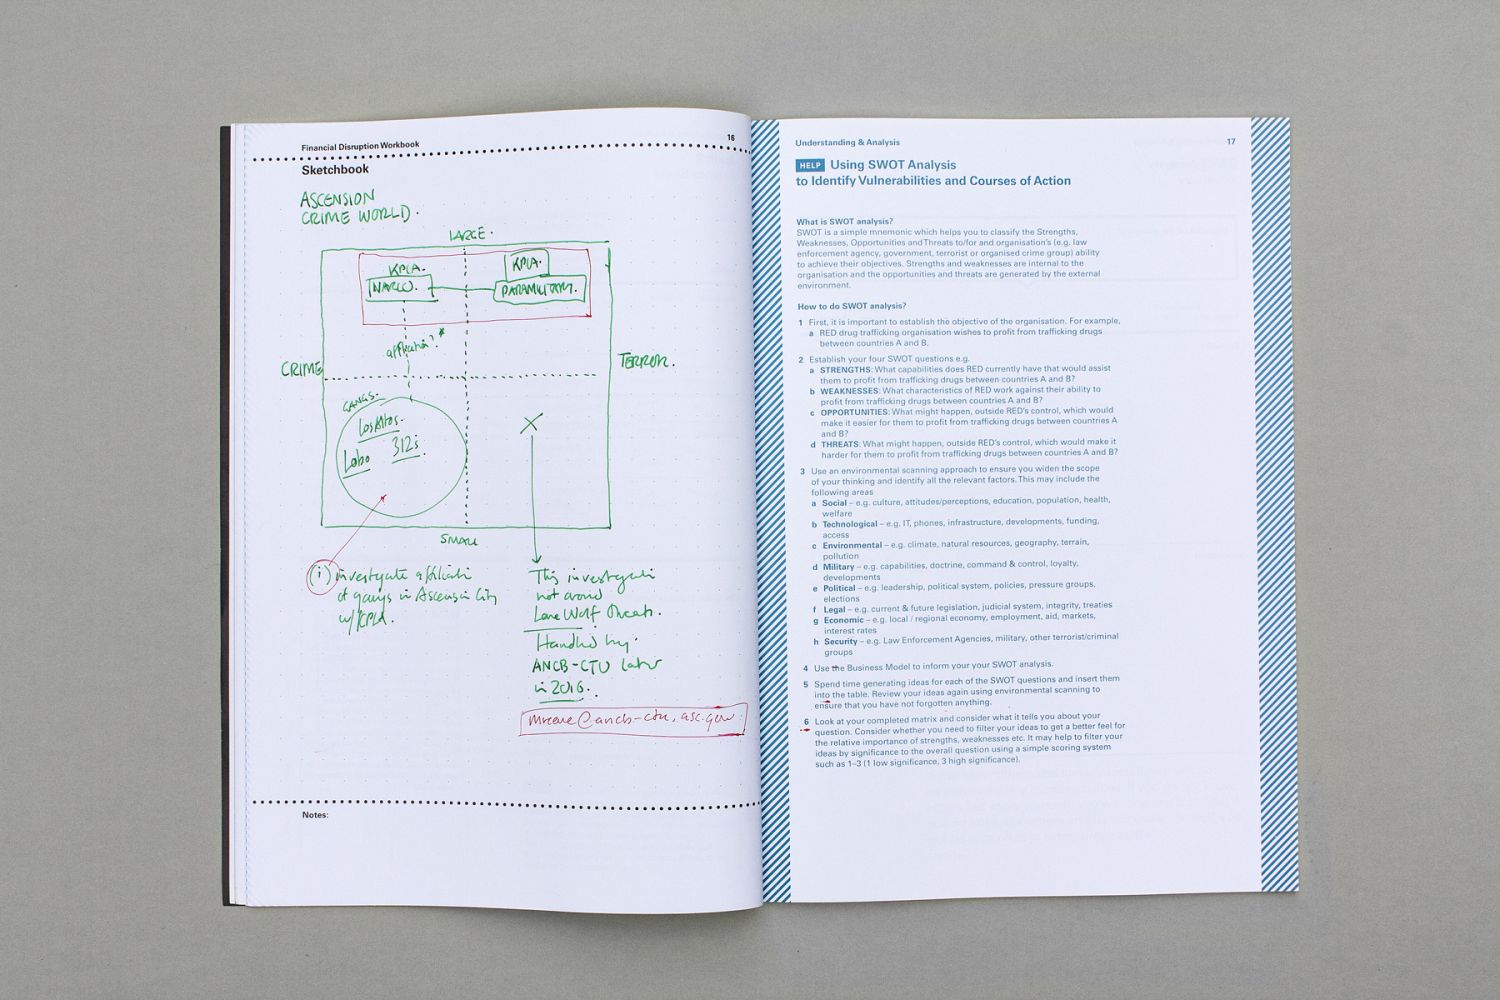 Financial Disruption Workbook
16
Sketchbook
ASCENSION
CRIME WORLD.
LARGE.
KPLA.
NARCO.
KPLA.
PARAMILITARY.
affiliation?*
CRIME
TERROR.
GANGS.
Los Altos.
Lobo
312s.
X
SMALL
(i) investigate affiliation
of gangs in Ascension City
w/KPLA.
This investigation
not around
Lone Wolf threats.
Handled by
ANCB-CTU later
in 2016.
@ancb-ctu.asc.gov
Notes:
Understanding & Analysis
17
HELP Using SWOT Analysis
to Identify Vulnerabilities and Courses of Action
What is SWOT analysis?
SWOT is a simple mnemonic which helps you to classify the Strengths,
Weaknesses, Opportunities and Threats to/for and organisation's (e.g. law
enforcement agency, government, terrorist or organised crime group) ability
to achieve their objectives. Strengths and weaknesses are internal to the
organisation and the opportunities and threats are generated by the external
environment.
How to do SWOT analysis?
1 First, it is important to establish the objective of the organisation. For example,
a RED drug trafficking organisation wishes to profit from trafficking drugs
between countries A and B.
2 Establish your four SWOT questions e.g.
a STRENGTHS: What capabilities does RED currently have that would assist
them to profit from trafficking drugs between countries A and B?
b WEAKNESSES: What characteristics of RED work against their ability to
profit from trafficking drugs between countries A and B?
c OPPORTUNITIES: What might happen, outside RED's control, which would
make it easier for them to profit from trafficking drugs between countries A
and B?
d THREATS: What might happen, outside RED's control, which would make it
harder for them to profit from trafficking drugs between countries A and B?
3 Use an environmental scanning approach to ensure you widen the scope
of your thinking and identify all the relevant factors. This may include the
following areas
a Social – e.g. culture, attitudes/perceptions, education, population, health,
welfare
b Technological – e.g. IT, phones, infrastructure, developments, funding,
access
c Environmental – e.g. climate, natural resources, geography, terrain,
pollution
d Military – e.g. capabilities, doctrine, command & control, loyalty,
developments
e Political – e.g. leadership, political system, policies, pressure groups,
elections
f Legal – e.g. current & future legislation, judicial system, integrity, treaties
g Economic – e.g. local / regional economy, employment, aid, markets,
interest rates
h Security – e.g. Law Enforcement Agencies, military, other terrorist/criminal
groups
4 Use the Business Model to inform your your SWOT analysis.
5 Spend time generating ideas for each of the SWOT questions and insert them
into the table. Review your ideas again using environmental scanning to
ensure that you have not forgotten anything.
6 Look at your completed matrix and consider what it tells you about your
question. Consider whether you need to filter your ideas to get a better feel for
the relative importance of strengths, weaknesses etc. It may help to filter your
ideas by significance to the overall question using a simple scoring system
such as 1–3 (1 low significance, 3 high significance).